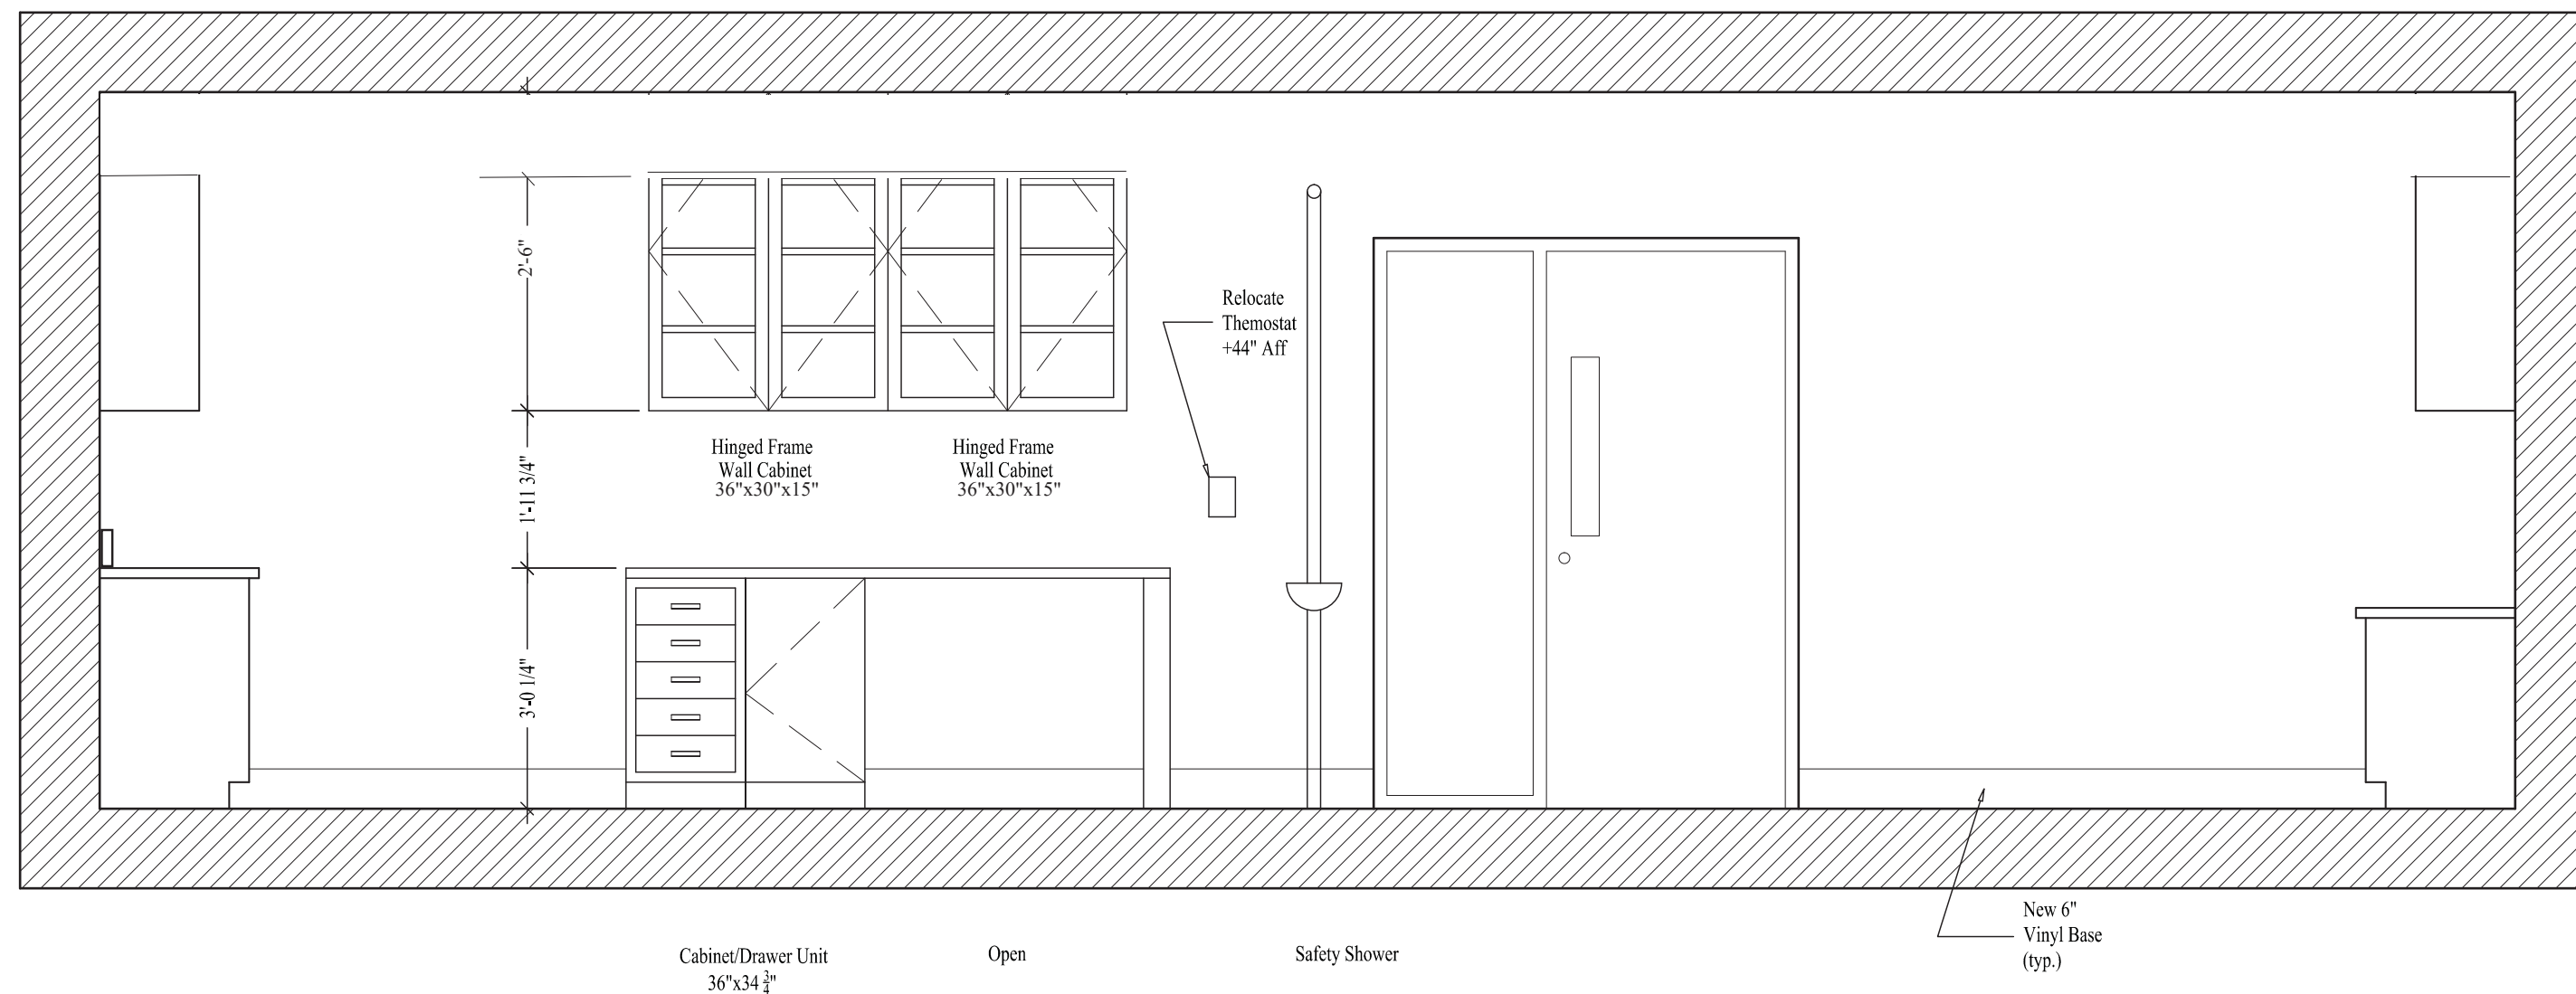 2'-6"
Relocate
Themostat
+44" Aff
Hinged Frame
Wall Cabinet
36"x30"x15"
Hinged Frame
Wall Cabinet
36"x30"x15"
1'-11 3/4"
3'-0 1/4"
New 6"
Vinyl Base
(typ.)
Cabinet/Drawer Unit
36"x34 3/4"
Open
Safety Shower